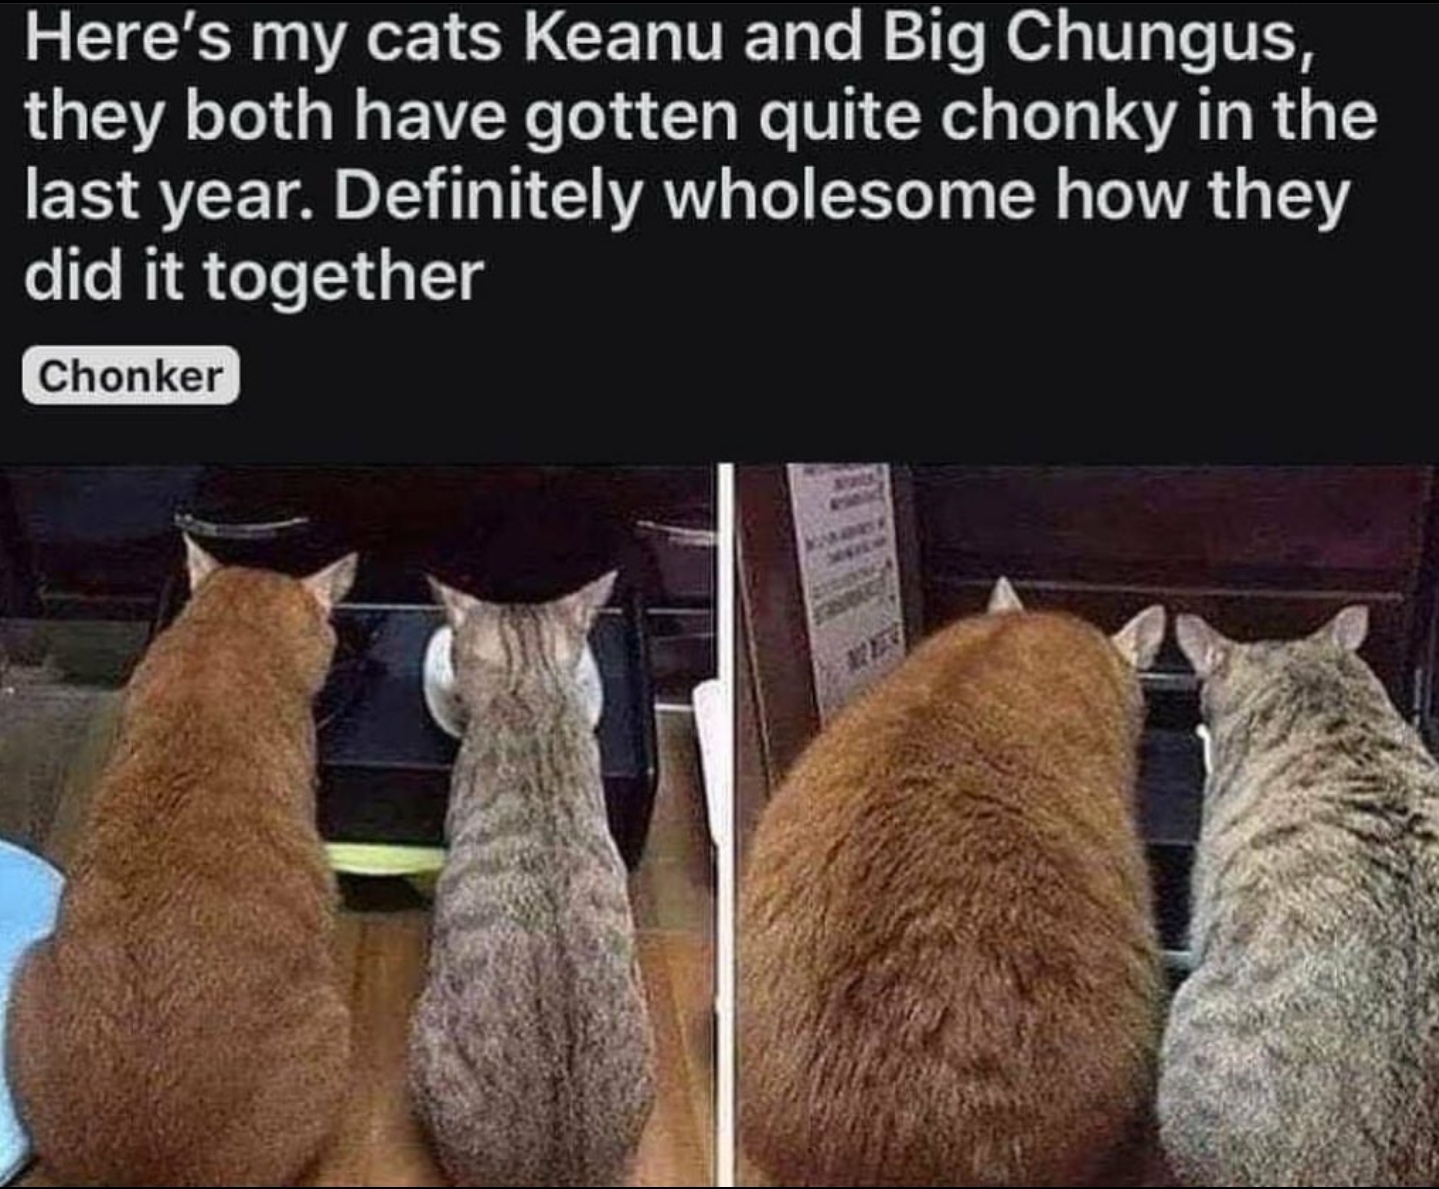 Here's my cats Keanu and Big Chungus,
they both have gotten quite chonky in the
last year. Definitely wholesome how they
did it together
Chonker